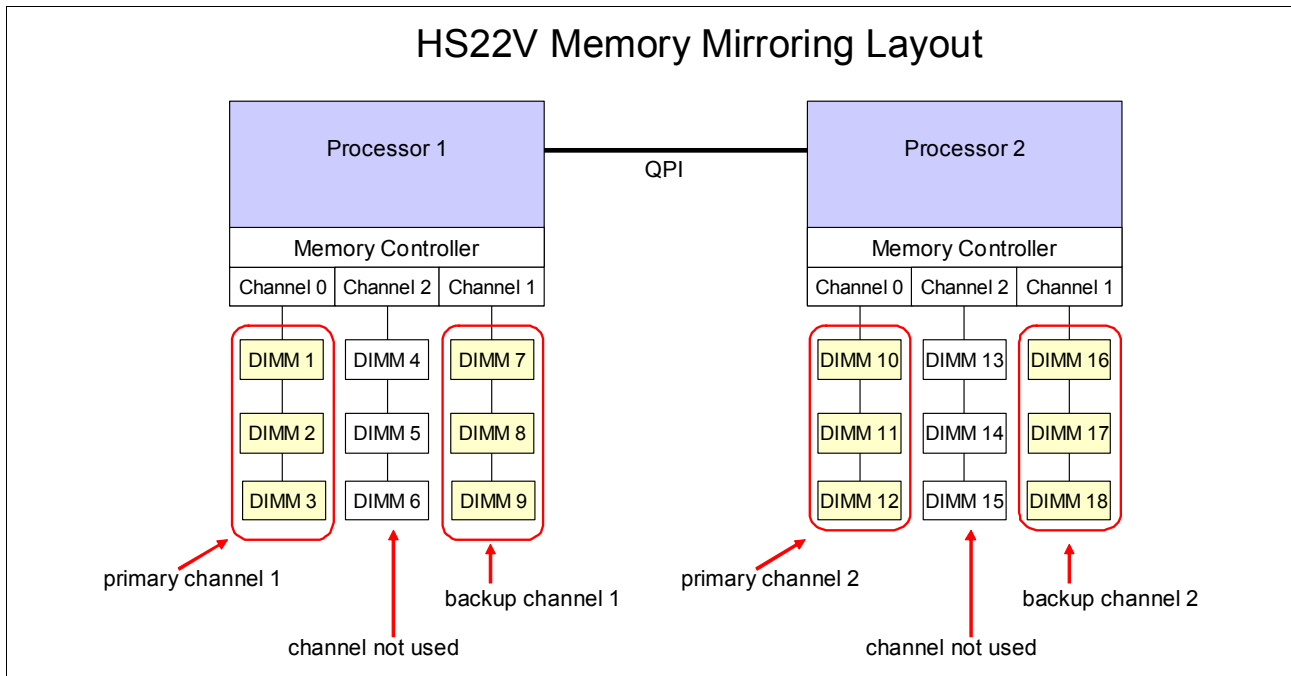 HS22V Memory Mirroring Layout
Processor 1
QPI
Processor 2
Memory Controller
Memory Controller
Channel 0 Channel 2 Channel 1
Channel 0 Channel 2 Channel 1
DIMM 1 DIMM 4 DIMM 7
DIMM 10 DIMM 13 DIMM 16
DIMM 2 DIMM 5 DIMM 8
DIMM 11 DIMM 14 DIMM 17
DIMM 3 DIMM 6 DIMM 9
DIMM 12 DIMM 15 DIMM 18
primary channel 1
backup channel 1
channel not used
primary channel 2
backup channel 2
channel not used